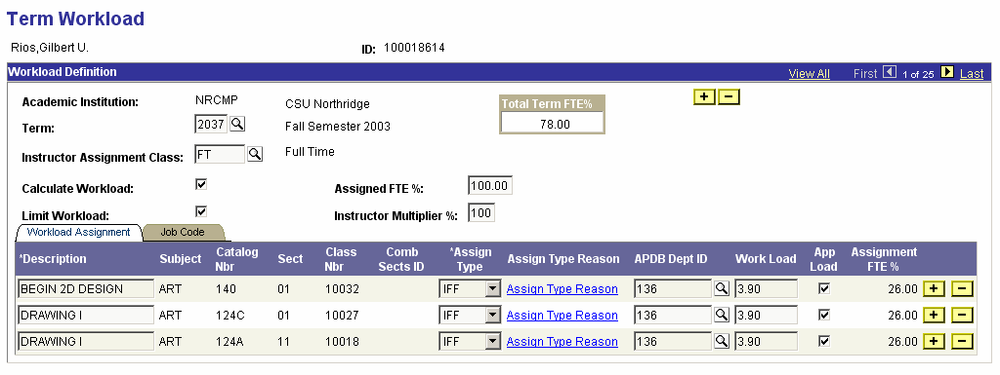 Term Workload
Rios,Gilbert U. ID: 100018614
Workload Definition View All First 1 of 25 Last
Academic Institution: NRCMP CSU Northridge Total Term FTE% + −
Term: 2037 Fall Semester 2003 78.00
Instructor Assignment Class: FT Full Time
Calculate Workload: Assigned FTE %: 100.00
Limit Workload: Instructor Multiplier %: 100
Workload Assignment Job Code
*Description Subject Catalog Nbr Sect Class Nbr Comb Sects ID *Assign Type Assign Type Reason APDB Dept ID Work Load App Load Assignment FTE %
BEGIN 2D DESIGN ART 140 01 10032 IFF Assign Type Reason 136 3.90 26.00 + −
DRAWING I ART 124C 01 10027 IFF Assign Type Reason 136 3.90 26.00 + −
DRAWING I ART 124A 11 10018 IFF Assign Type Reason 136 3.90 26.00 + −